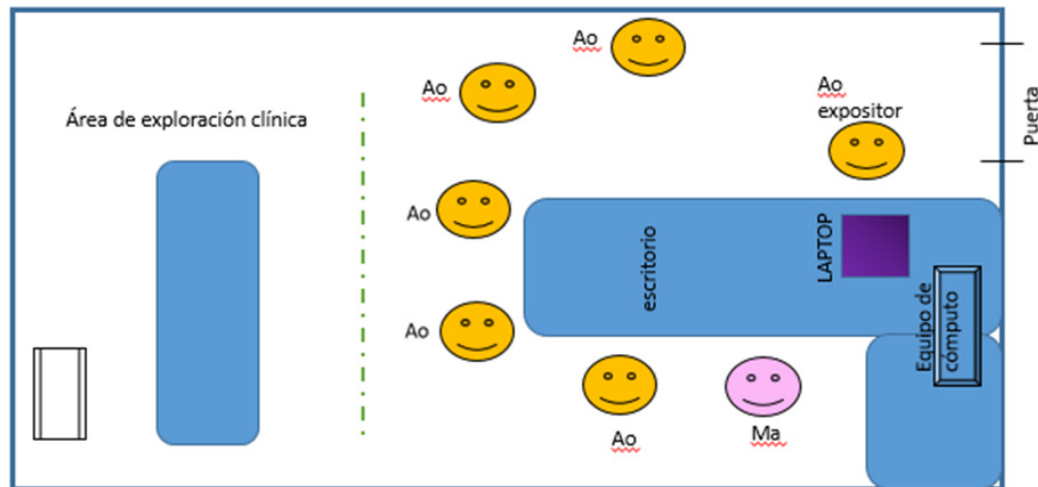 Ao
Ao
Ao
expositor
Puerta
Área de exploración clínica
Ao
escritorio
LAPTOP
Equipo de
cómputo
Ao
Ao
Ma